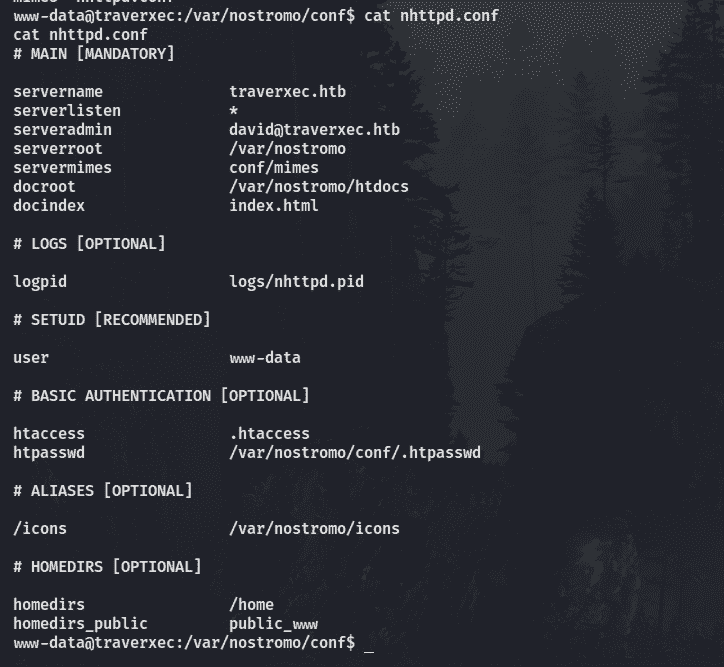 www-data@traverxec:/var/nostromo/conf$ cat nhttpd.conf
cat nhttpd.conf
# MAIN [MANDATORY]
servername traverxec.htb
serverlisten *
serveradmin david@traverxec.htb
serverroot /var/nostromo
servermimes conf/mimes
docroot /var/nostromo/htdocs
docindex index.html
# LOGS [OPTIONAL]
logpid logs/nhttpd.pid
# SETUID [RECOMMENDED]
user www-data
# BASIC AUTHENTICATION [OPTIONAL]
htaccess .htaccess
htpasswd /var/nostromo/conf/.htpasswd
# ALIASES [OPTIONAL]
/icons /var/nostromo/icons
# HOMEDIRS [OPTIONAL]
homedirs /home
homedirs_public public_www
www-data@traverxec:/var/nostromo/conf$ _